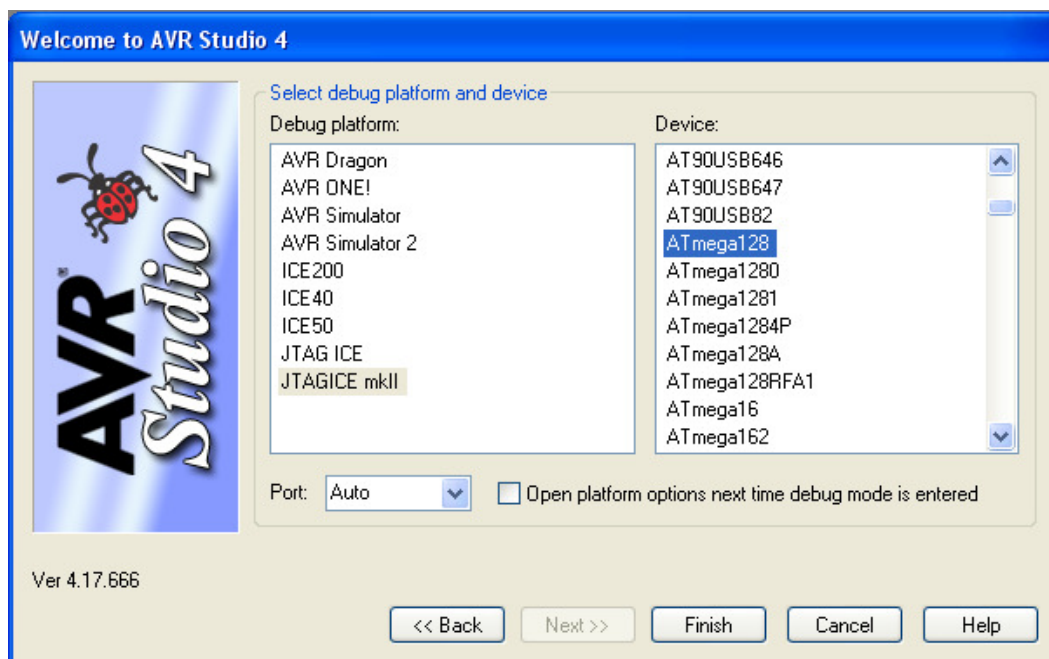 Welcome to AVR Studio 4
AVR Studio 4
Select debug platform and device
Debug platform:
AVR Dragon
AVR ONE!
AVR Simulator
AVR Simulator 2
ICE200
ICE40
ICE50
JTAG ICE
JTAGICE mkII
Device:
AT90USB646
AT90USB647
AT90USB82
ATmega128
ATmega1280
ATmega1281
ATmega1284P
ATmega128A
ATmega128RFA1
ATmega16
ATmega162
Port: Auto
Open platform options next time debug mode is entered
Ver 4.17.666
<< Back Next >> Finish Cancel Help